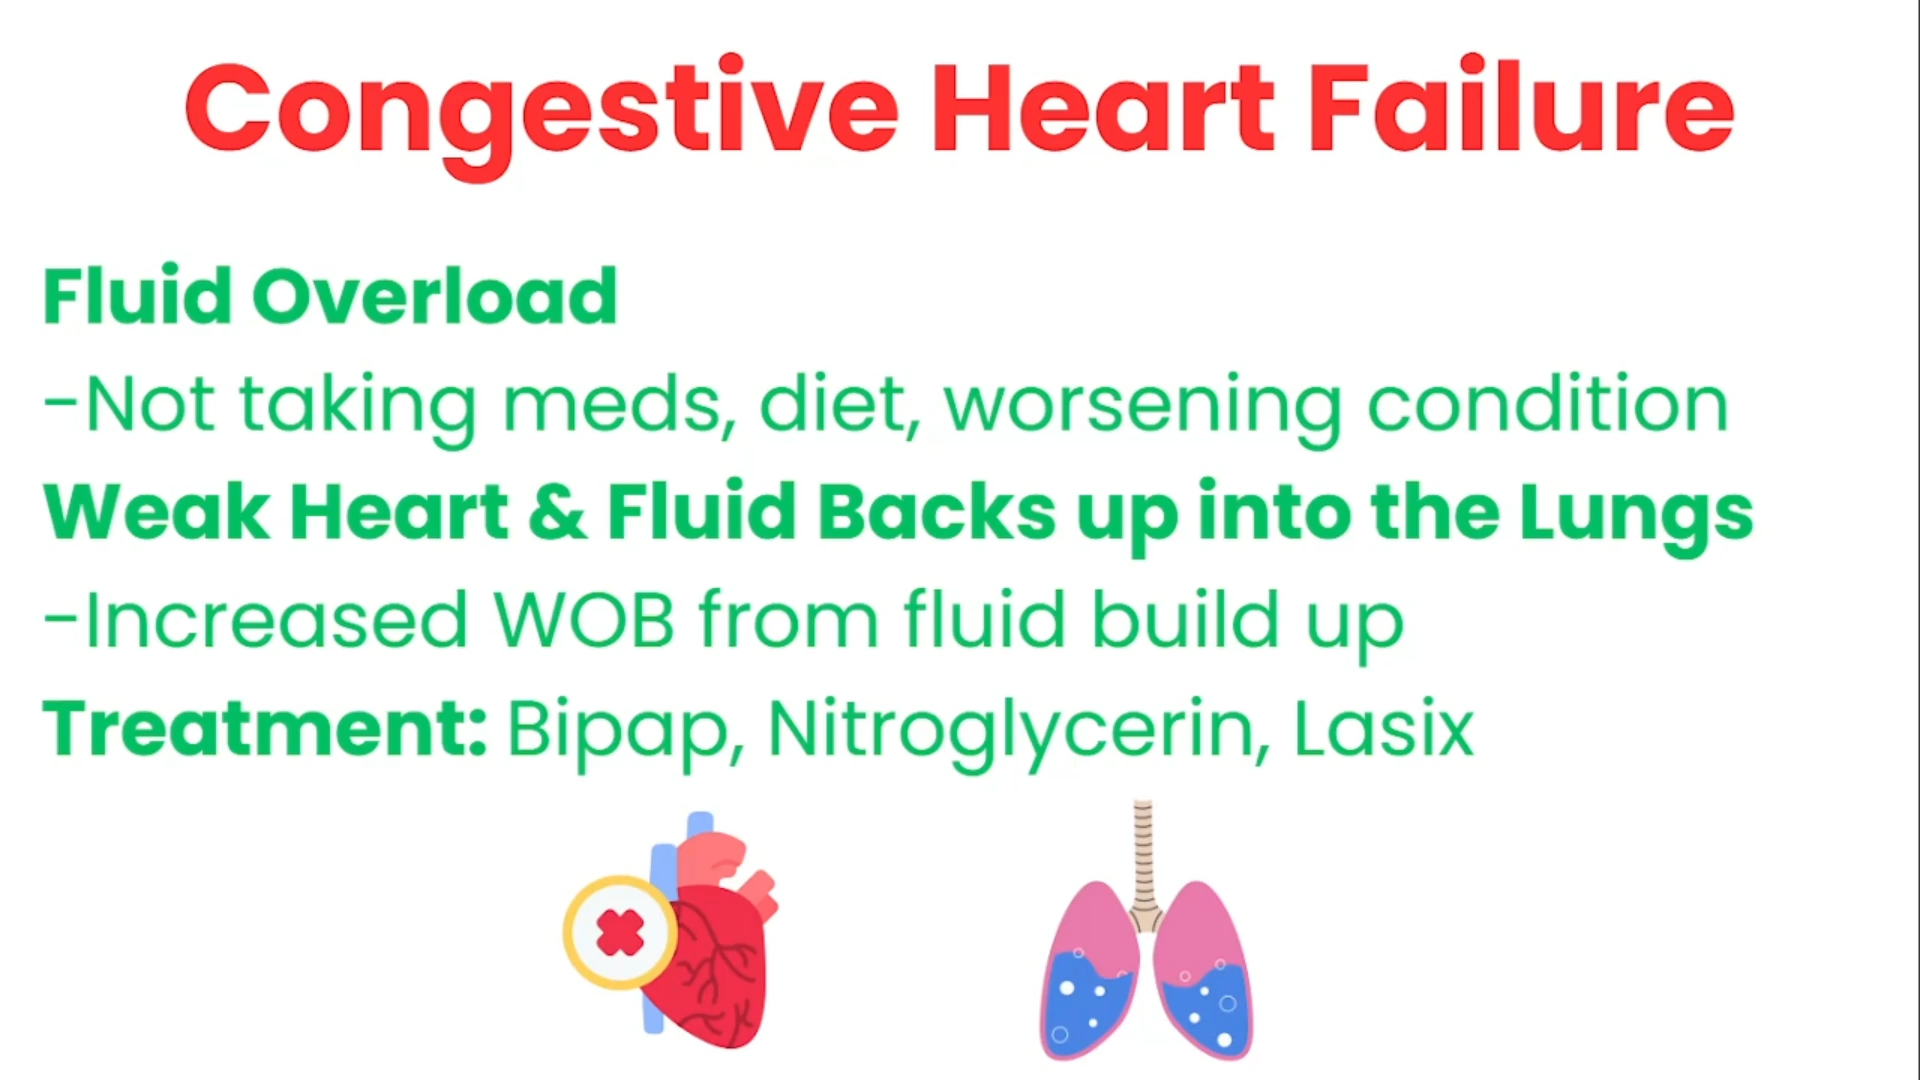 Congestive Heart Failure
Fluid Overload
-Not taking meds, diet, worsening condition
Weak Heart & Fluid Backs up into the Lungs
-Increased WOB from fluid build up
Treatment: Bipap, Nitroglycerin, Lasix